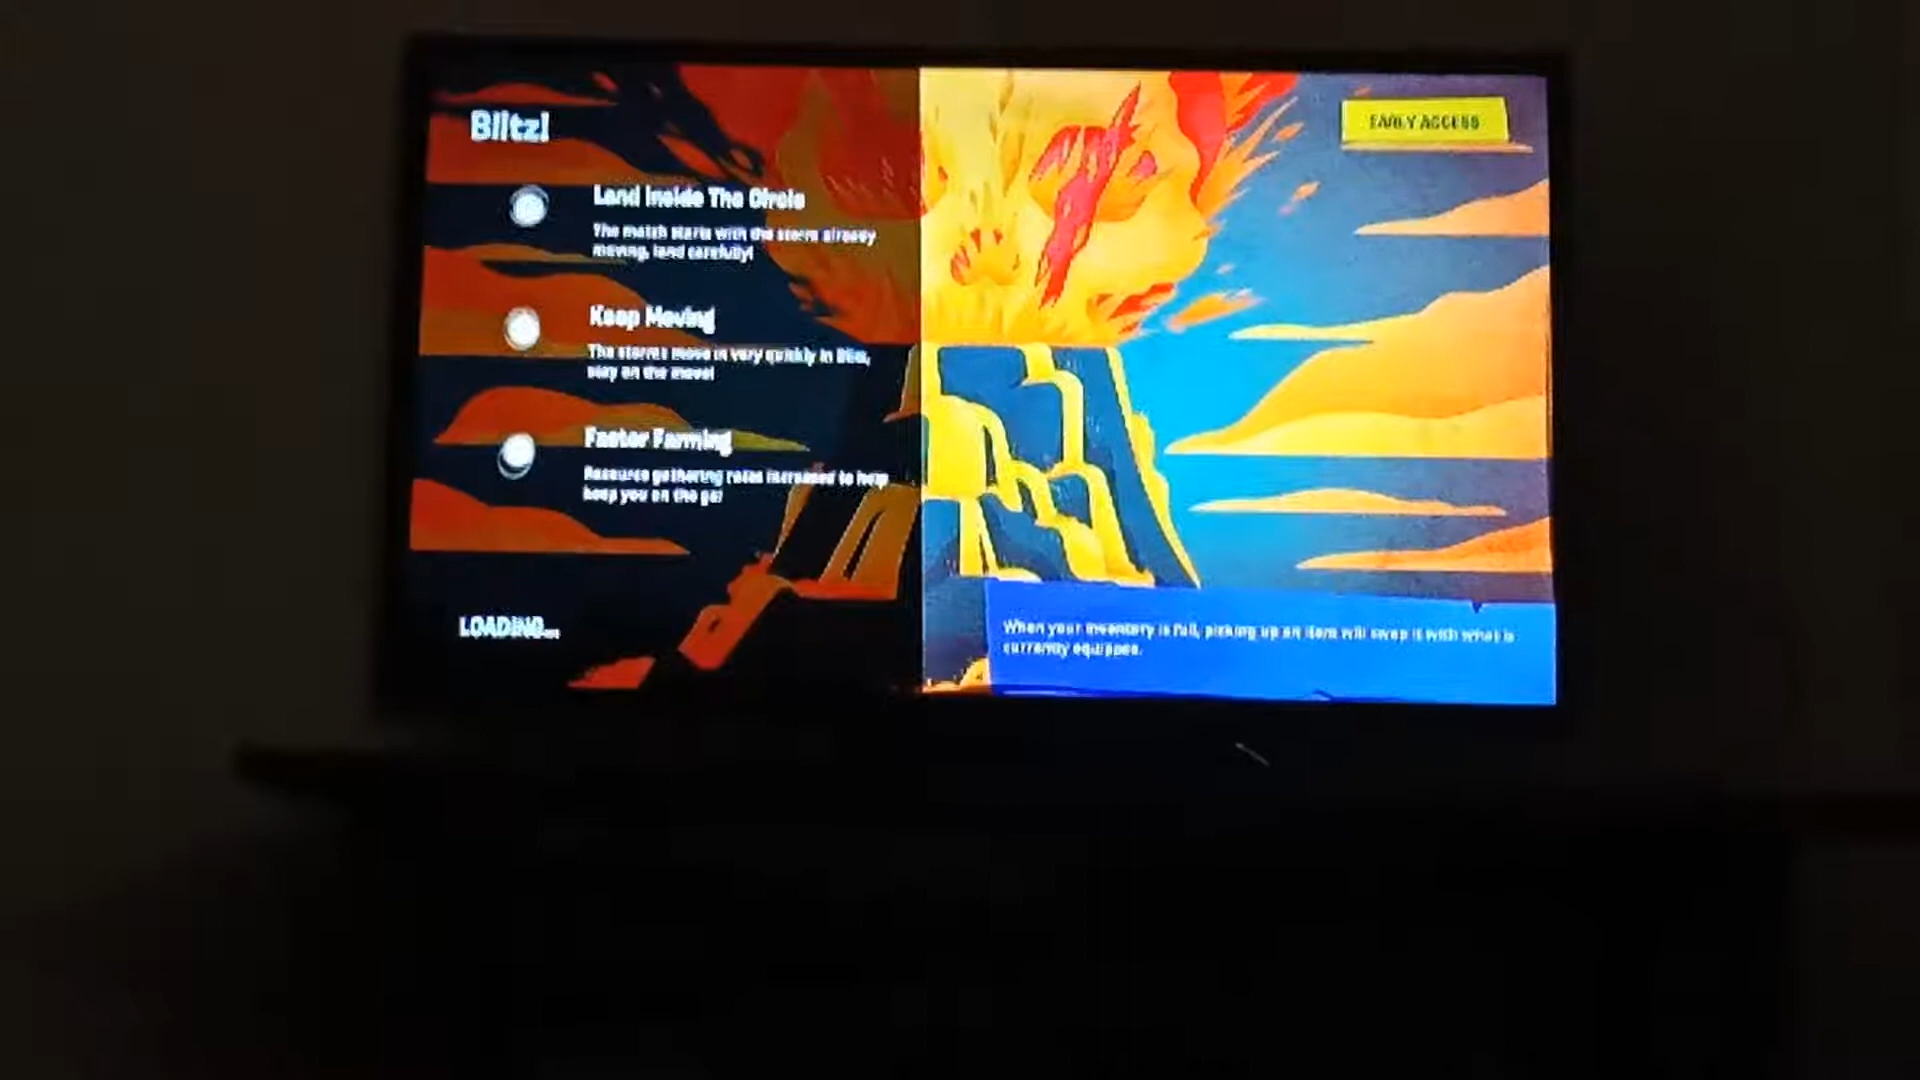 Blitz!
EARLY ACCESS
Land Inside The Circle
The match starts with the storm already
moving, land carefully!
Keep Moving
The storms move in very quickly in Blitz,
stay on the move!
Faster Farming
Resource gathering rates increased to help
keep you on the go!
LOADING...
When your inventory is full, picking up an item will swap it with what is
currently equipped.